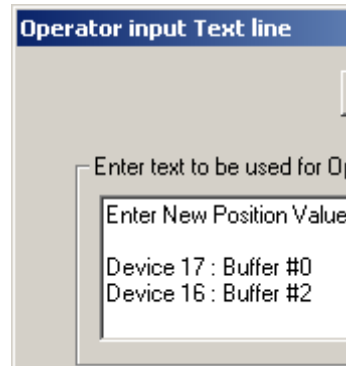 Operator input Text line
Enter text to be used for
Enter New Position Value
Device 17 : Buffer #0
Device 16 : Buffer #2